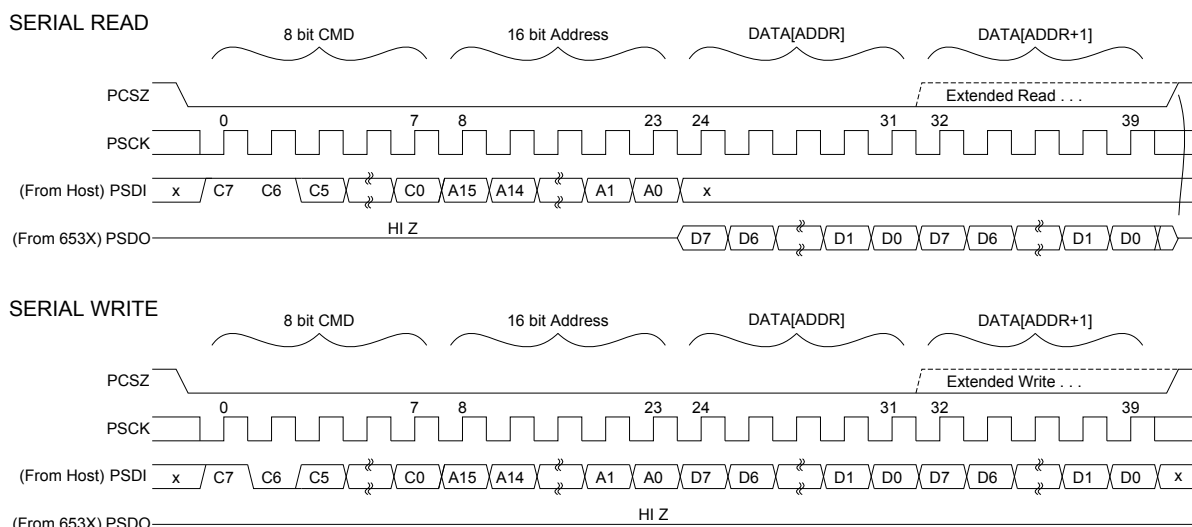 SERIAL READ
8 bit CMD 16 bit Address DATA[ADDR] DATA[ADDR+1]
PCSZ Extended Read . . .
0 7 8 23 24 31 32 39
PSCK
(From Host) PSDI x C7 C6 C5 C0 A15 A14 A1 A0 x
HI Z
(From 653X) PSDO D7 D6 D1 D0 D7 D6 D1 D0
SERIAL WRITE
8 bit CMD 16 bit Address DATA[ADDR] DATA[ADDR+1]
PCSZ Extended Write . . .
0 7 8 23 24 31 32 39
PSCK
(From Host) PSDI x C7 C6 C5 C0 A15 A14 A1 A0 D7 D6 D1 D0 D7 D6 D1 D0 x
HI Z
(From 653X) PSDO